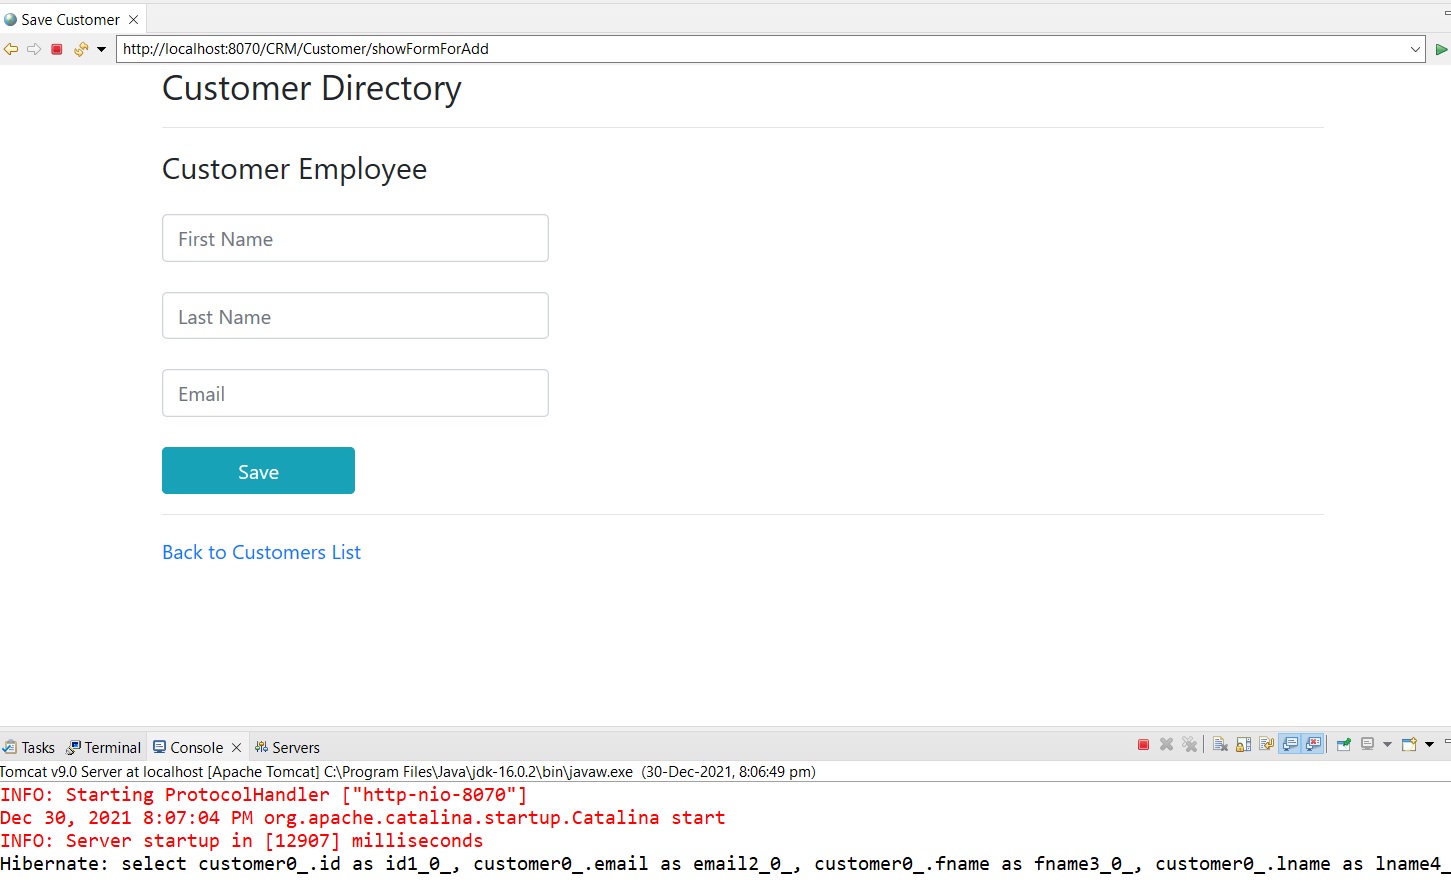 Save Customer
http://localhost:8070/CRM/Customer/showFormForAdd
Customer Directory
Customer Employee
First Name
Last Name
Email
Save
Back to Customers List
Tasks Terminal Console Servers
Tomcat v9.0 Server at localhost [Apache Tomcat] C:\Program Files\Java\jdk-16.0.2\bin\javaw.exe (30-Dec-2021, 8:06:49 pm)
INFO: Starting ProtocolHandler ["http-nio-8070"]
Dec 30, 2021 8:07:04 PM org.apache.catalina.startup.Catalina start
INFO: Server startup in [12907] milliseconds
Hibernate: select customer0_.id as id1_0_, customer0_.email as email2_0_, customer0_.fname as fname3_0_, customer0_.lname as lname4_